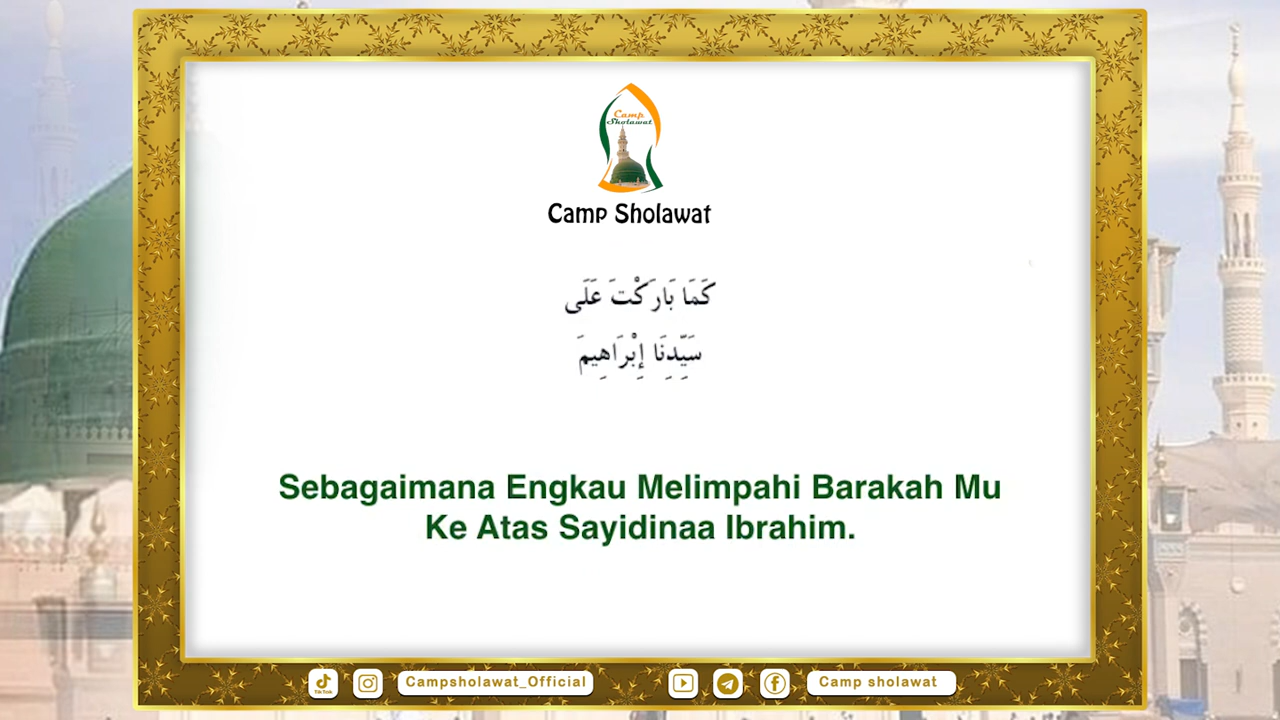 Camp
Sholawat
Camp Sholawat
كَمَا بَارَكْتَ عَلَى
سَيِّدِنَا إِبْرَاهِيمَ
Sebagaimana Engkau Melimpahi Barakah Mu
Ke Atas Sayidinaa Ibrahim.
TikTok
Campsholawat_Official
Camp sholawat